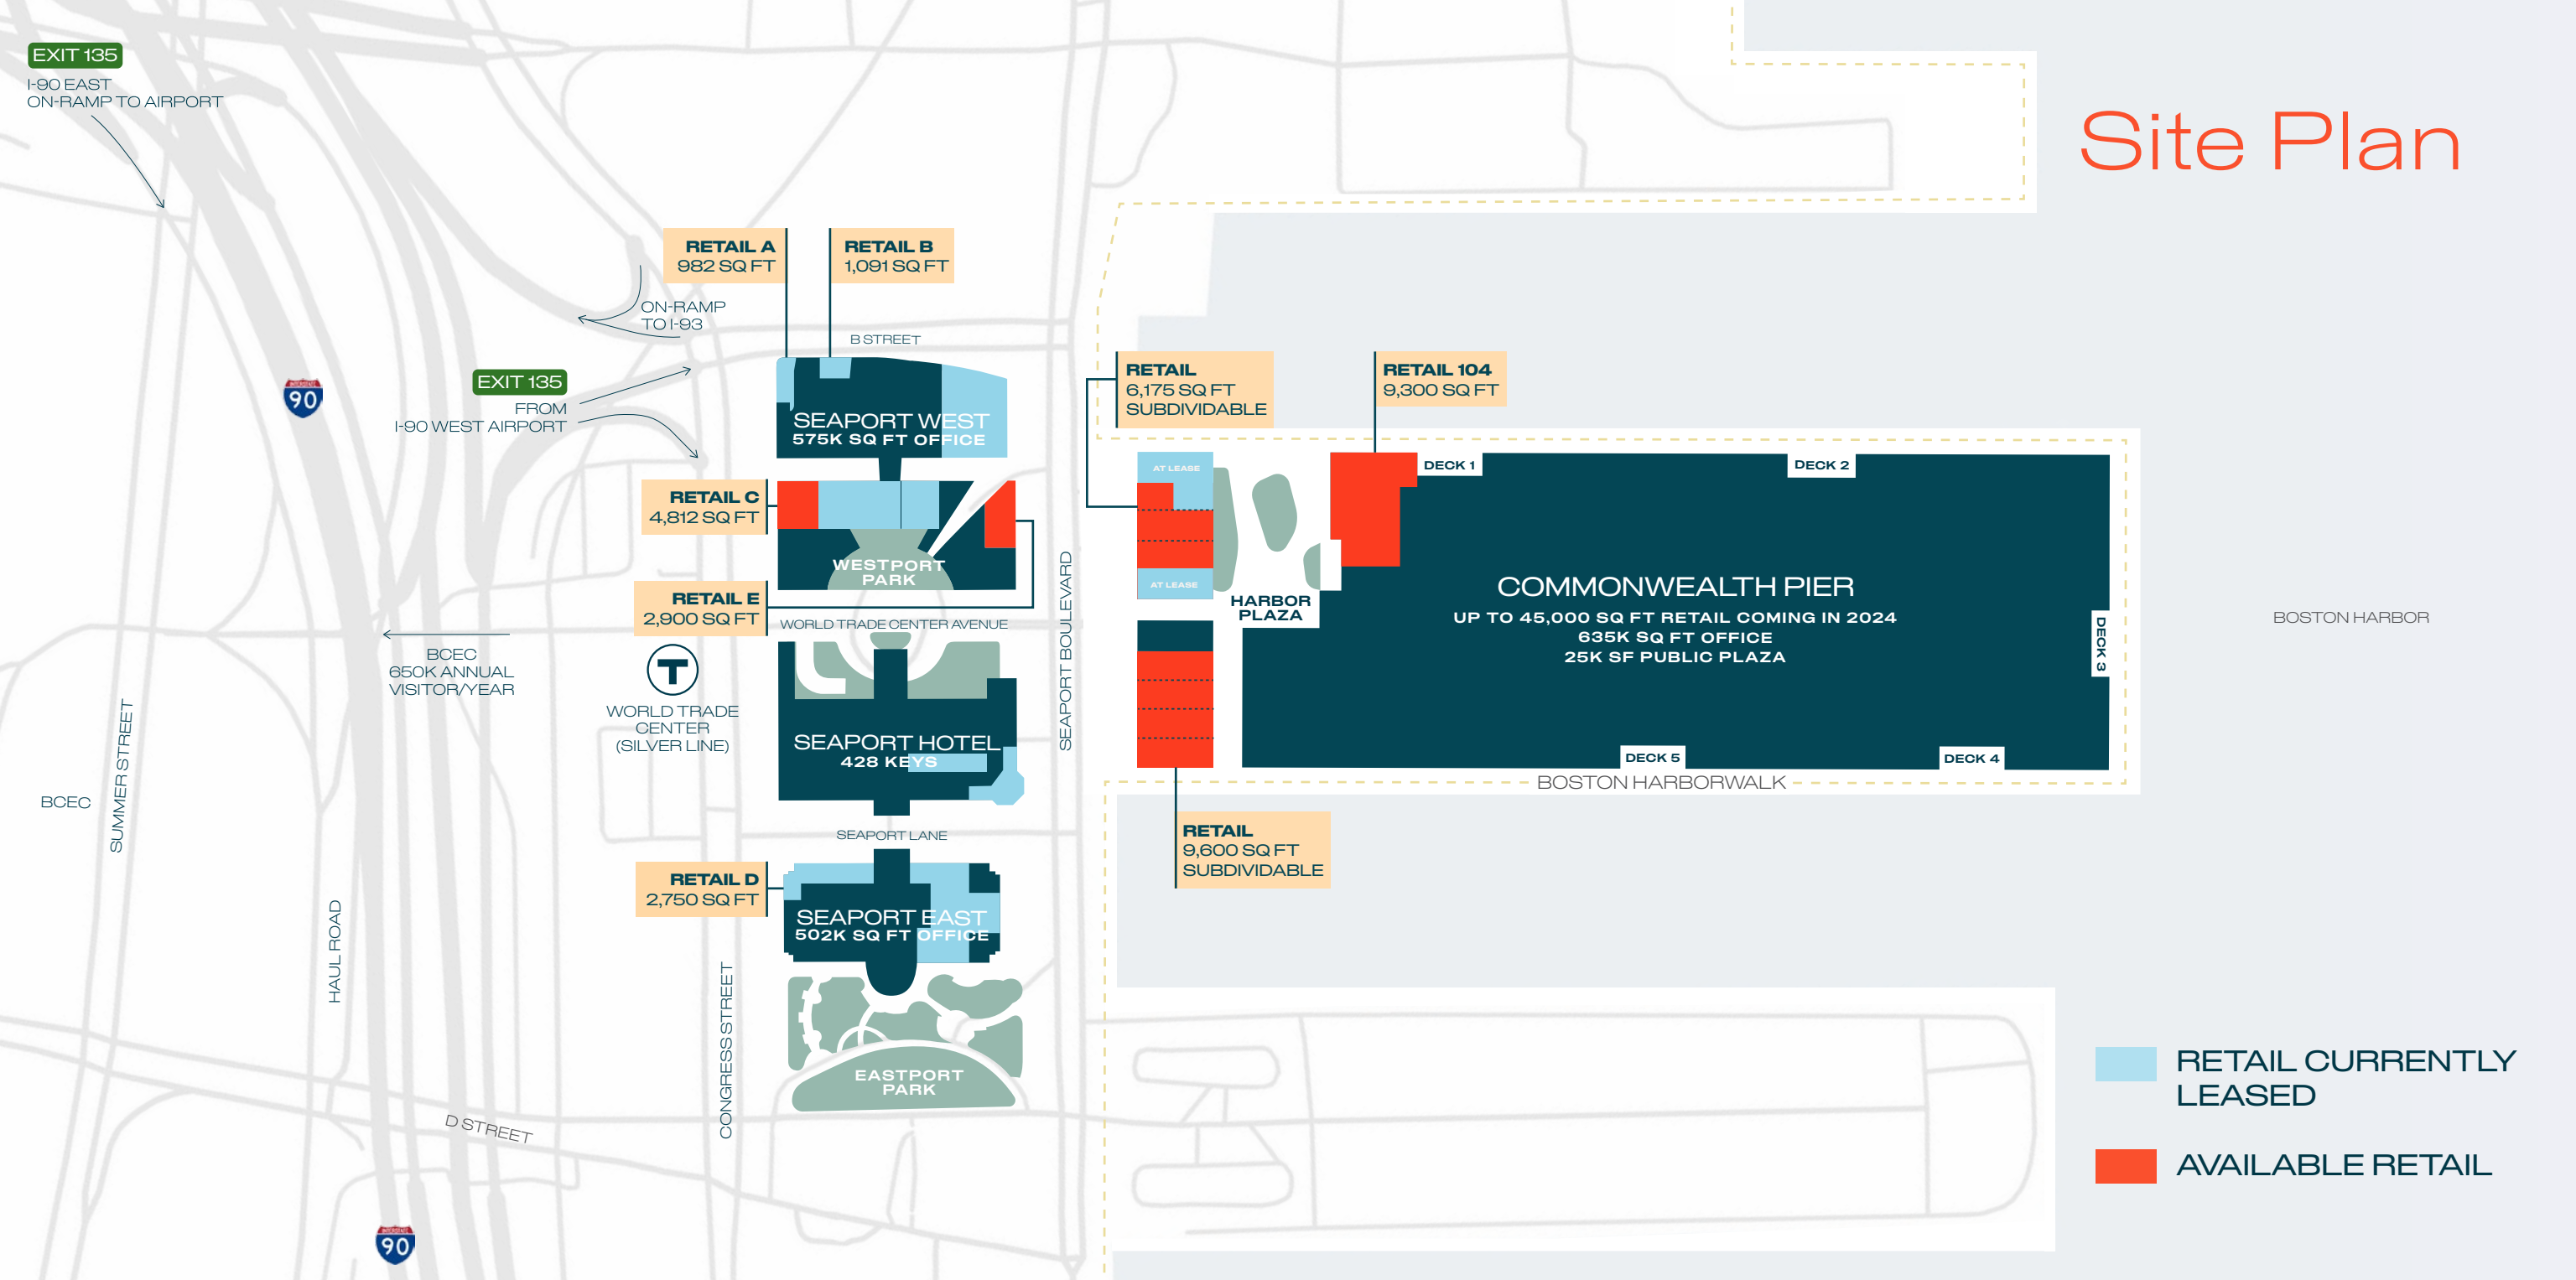 Site Plan
EXIT 135
I-90 EAST
ON-RAMP TO AIRPORT
RETAIL A
982 SQ FT
RETAIL B
1,091 SQ FT
ON-RAMP
TO I-93
B STREET
INTERSTATE
90
EXIT 135
FROM
I-90 WEST AIRPORT
SEAPORT WEST
575K SQ FT OFFICE
RETAIL
6,175 SQ FT
SUBDIVIDABLE
RETAIL 104
9,300 SQ FT
AT LEASE
DECK 1
DECK 2
RETAIL C
4,812 SQ FT
WESTPORT
PARK
AT LEASE
HARBOR
PLAZA
COMMONWEALTH PIER
UP TO 45,000 SQ FT RETAIL COMING IN 2024
635K SQ FT OFFICE
25K SF PUBLIC PLAZA
DECK 3
BOSTON HARBOR
RETAIL E
2,900 SQ FT
WORLD TRADE CENTER AVENUE
SEAPORT BOULEVARD
BCEC
650K ANNUAL
VISITOR/YEAR
T
WORLD TRADE
CENTER
(SILVER LINE)
SEAPORT HOTEL
428 KEYS
DECK 5
DECK 4
BOSTON HARBORWALK
BCEC
SUMMER STREET
SEAPORT LANE
RETAIL
9,600 SQ FT
SUBDIVIDABLE
RETAIL D
2,750 SQ FT
SEAPORT EAST
502K SQ FT OFFICE
HAUL ROAD
CONGRESS STREET
EASTPORT
PARK
D STREET
INTERSTATE
90
RETAIL CURRENTLY
LEASED
AVAILABLE RETAIL